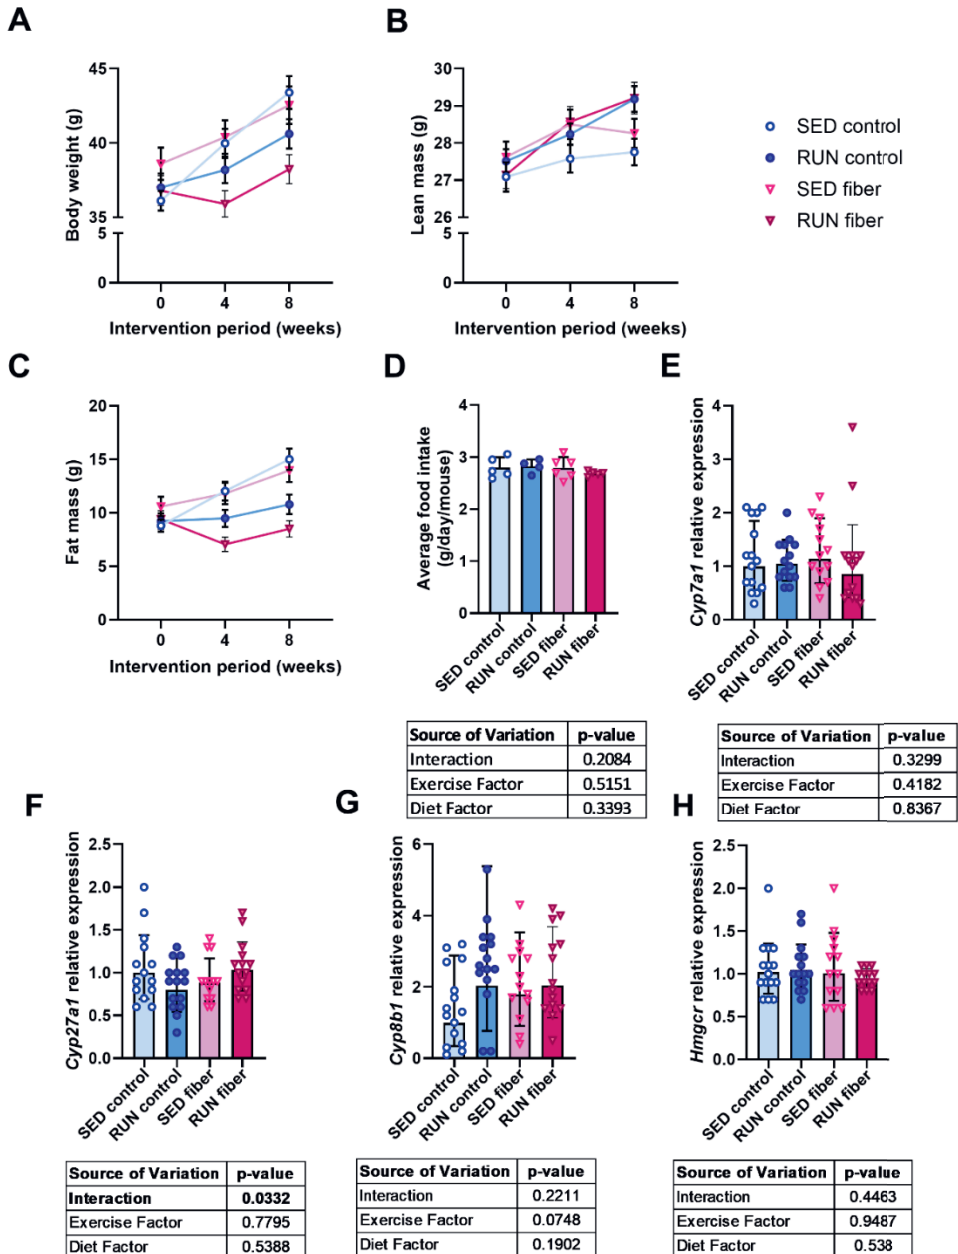 A
Body weight (g)
45
40
35
5
0
0 4 8
Intervention period (weeks)
B
Lean mass (g)
30
29
28
27
26
5
0
0 4 8
Intervention period (weeks)
SED control
RUN control
SED fiber
RUN fiber
C
Fat mass (g)
20
15
10
5
0
0 4 8
Intervention period (weeks)
D
Average food intake
(g/day/mouse)
4
3
2
1
0
SED control
RUN control
SED fiber
RUN fiber
Source of Variation p-value
Interaction 0.2084
Exercise Factor 0.5151
Diet Factor 0.3393
E
Cyp7a1 relative expression
4
3
2
1
0
SED control
RUN control
SED fiber
RUN fiber
Source of Variation p-value
Interaction 0.3299
Exercise Factor 0.4182
Diet Factor 0.8367
F
Cyp27a1 relative expression
2.5
2.0
1.5
1.0
0.5
0.0
SED control
RUN control
SED fiber
RUN fiber
Source of Variation p-value
Interaction 0.0332
Exercise Factor 0.7795
Diet Factor 0.5388
G
Cyp8b1 relative expression
6
4
2
0
SED control
RUN control
SED fiber
RUN fiber
Source of Variation p-value
Interaction 0.2211
Exercise Factor 0.0748
Diet Factor 0.1902
H
Hmgcr relative expression
2.5
2.0
1.5
1.0
0.5
0.0
SED control
RUN control
SED fiber
RUN fiber
Source of Variation p-value
Interaction 0.4463
Exercise Factor 0.9487
Diet Factor 0.538